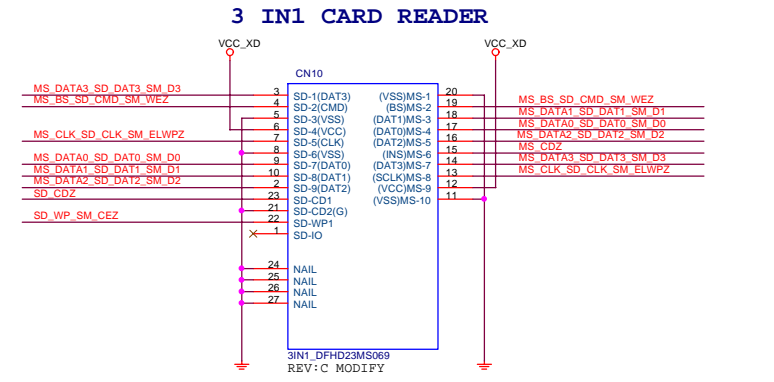 3 IN1 CARD READER
VCC_XD
VCC_XD
CN10
MS_DATA3_SD_DAT3_SM_D3 3 SD-1(DAT3)
MS_BS_SD_CMD_SM_WEZ 4 SD-2(CMD)
5 SD-3(VSS)
6 SD-4(VCC)
MS_CLK_SD_CLK_SM_ELWPZ 7 SD-5(CLK)
8 SD-6(VSS)
MS_DATA0_SD_DAT0_SM_D0 9 SD-7(DAT0)
MS_DATA1_SD_DAT1_SM_D1 10 SD-8(DAT1)
MS_DATA2_SD_DAT2_SM_D2 2 SD-9(DAT2)
SD_CDZ 23 SD-CD1
21 SD-CD2(G)
SD_WP_SM_CEZ 22 SD-WP1
1 SD-IO
24 NAIL
25 NAIL
26 NAIL
27 NAIL
(VSS)MS-1 20
(BS)MS-2 19 MS_BS_SD_CMD_SM_WEZ
(DAT1)MS-3 18 MS_DATA1_SD_DAT1_SM_D1
(DAT0)MS-4 17 MS_DATA0_SD_DAT0_SM_D0
(DAT2)MS-5 16 MS_DATA2_SD_DAT2_SM_D2
(INS)MS-6 15 MS_CDZ
(DAT3)MS-7 14 MS_DATA3_SD_DAT3_SM_D3
(SCLK)MS-8 13 MS_CLK_SD_CLK_SM_ELWPZ
(VCC)MS-9 12
(VSS)MS-10 11
3IN1_DFHD23MS069
REV:C MODIFY